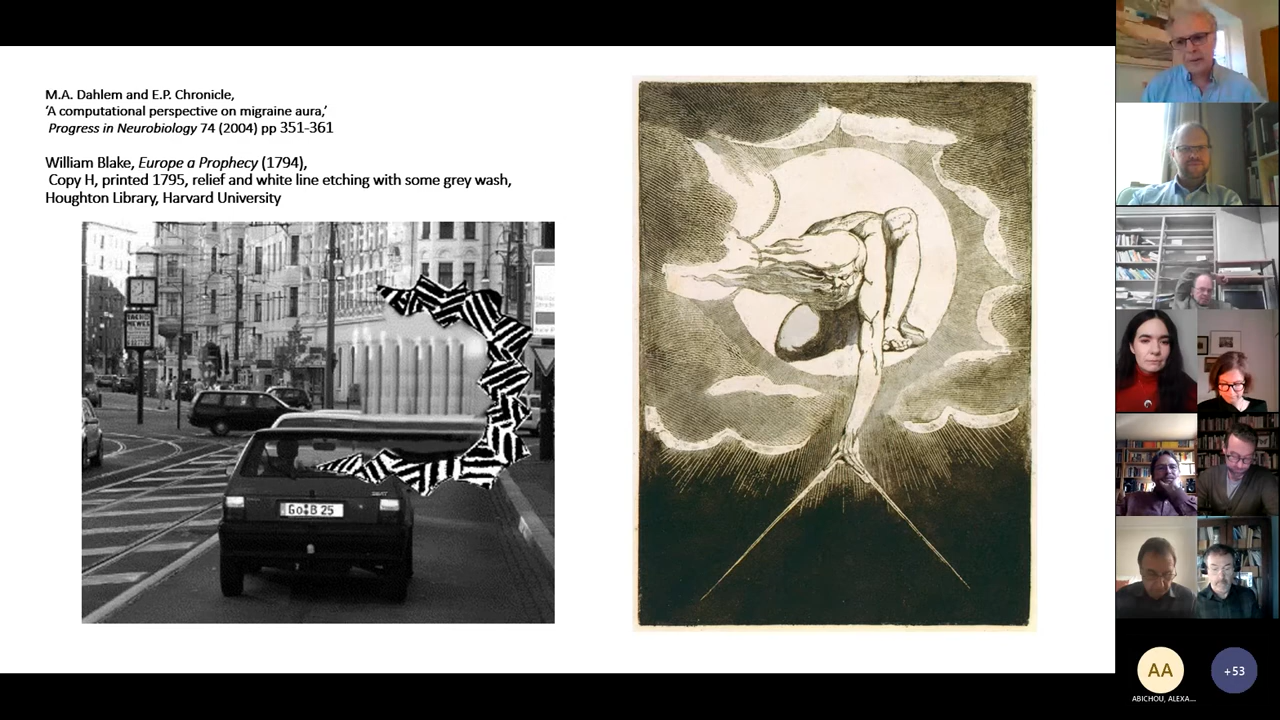 M.A. Dahlem and E.P. Chronicle,
‘A computational perspective on migraine aura,’
Progress in Neurobiology 74 (2004) pp 351-361
William Blake, Europe a Prophecy (1794),
Copy H, printed 1795, relief and white line etching with some grey wash,
Houghton Library, Harvard University
AA
+53
ABICHOU, ALEXA...